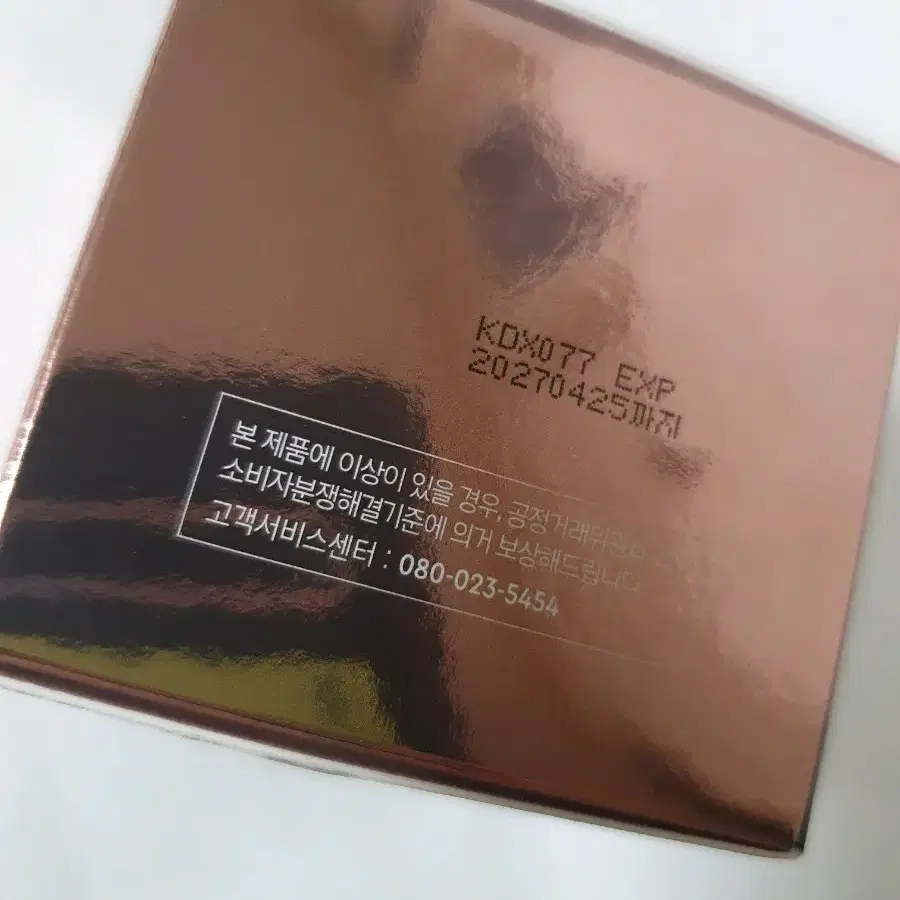 KDX077 EXP
20270425까지
본 제품에 이상이 있을 경우, 공정거래위원회
소비자분쟁해결기준에 의거 보상해드립니다
고객서비스센터 : 080-023-5454